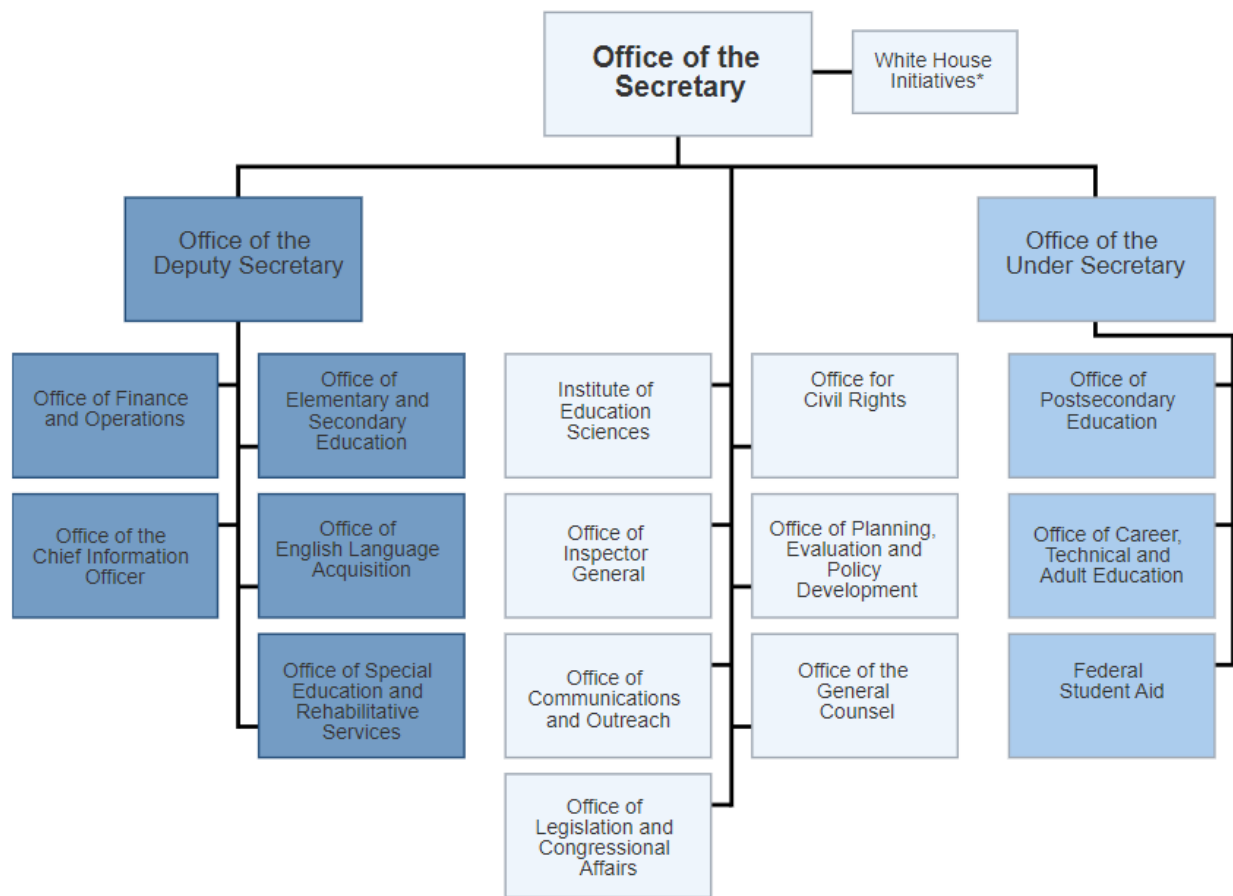 Office of the
Secretary
White House
Initiatives*
Office of the
Deputy Secretary
Office of the
Under Secretary
Office of Finance
and Operations
Office of
Elementary and
Secondary
Education
Institute of
Education
Sciences
Office for
Civil Rights
Office of
Postsecondary
Education
Office of the
Chief Information
Officer
Office of
English Language
Acquisition
Office of
Inspector
General
Office of Planning,
Evaluation and
Policy
Development
Office of Career,
Technical and
Adult Education
Office of Special
Education and
Rehabilitative
Services
Office of
Communications
and Outreach
Office of the
General
Counsel
Federal
Student Aid
Office of
Legislation and
Congressional
Affairs